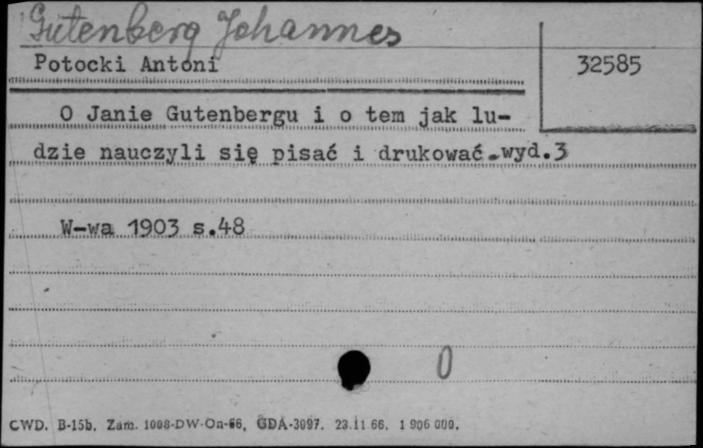 Gutenberg Johannes
Potocki Antoni
32585
O Janie Gutenbergu i o tem jak lu-
dzie nauczyli się pisać i drukować.wyd.3
W-wa 1903 s.48
0
CWD. B-15b. Zam. 1008-DW-On-66, GDA-3097. 23.11 66. 1 906 000.